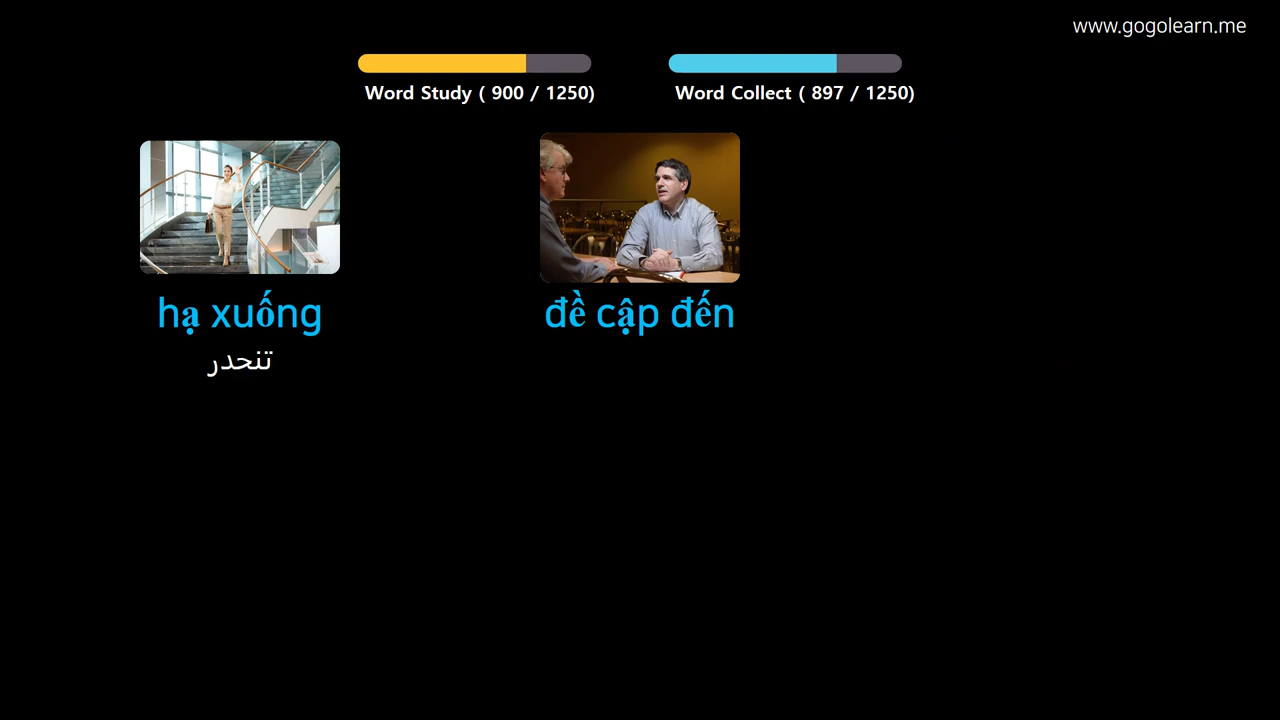 www.gogolearn.me
Word Study ( 900 / 1250)
Word Collect ( 897 / 1250)
hạ xuống
تنحدر
đề cập đến